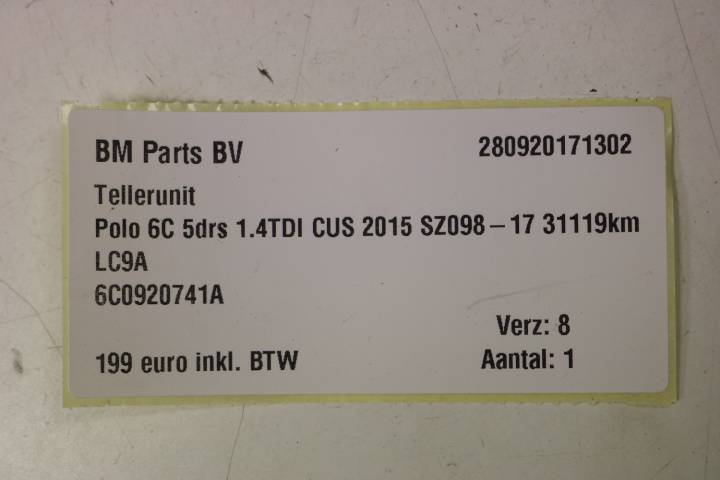 BM Parts BV 280920171302
Tellerunit
Polo 6C 5drs 1.4TDI CUS 2015 SZ098 – 17 31119km
LC9A
6C0920741A
Verz: 8
199 euro inkl. BTW Aantal: 1